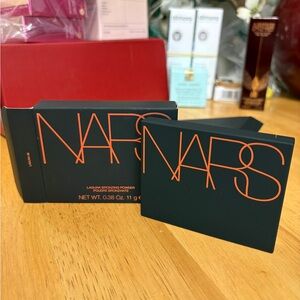 NARS
LAGUNA BRONZING POWDER
POUDRE BRONZANTE
NET WT. 0.38 Oz. 11 g
NARS